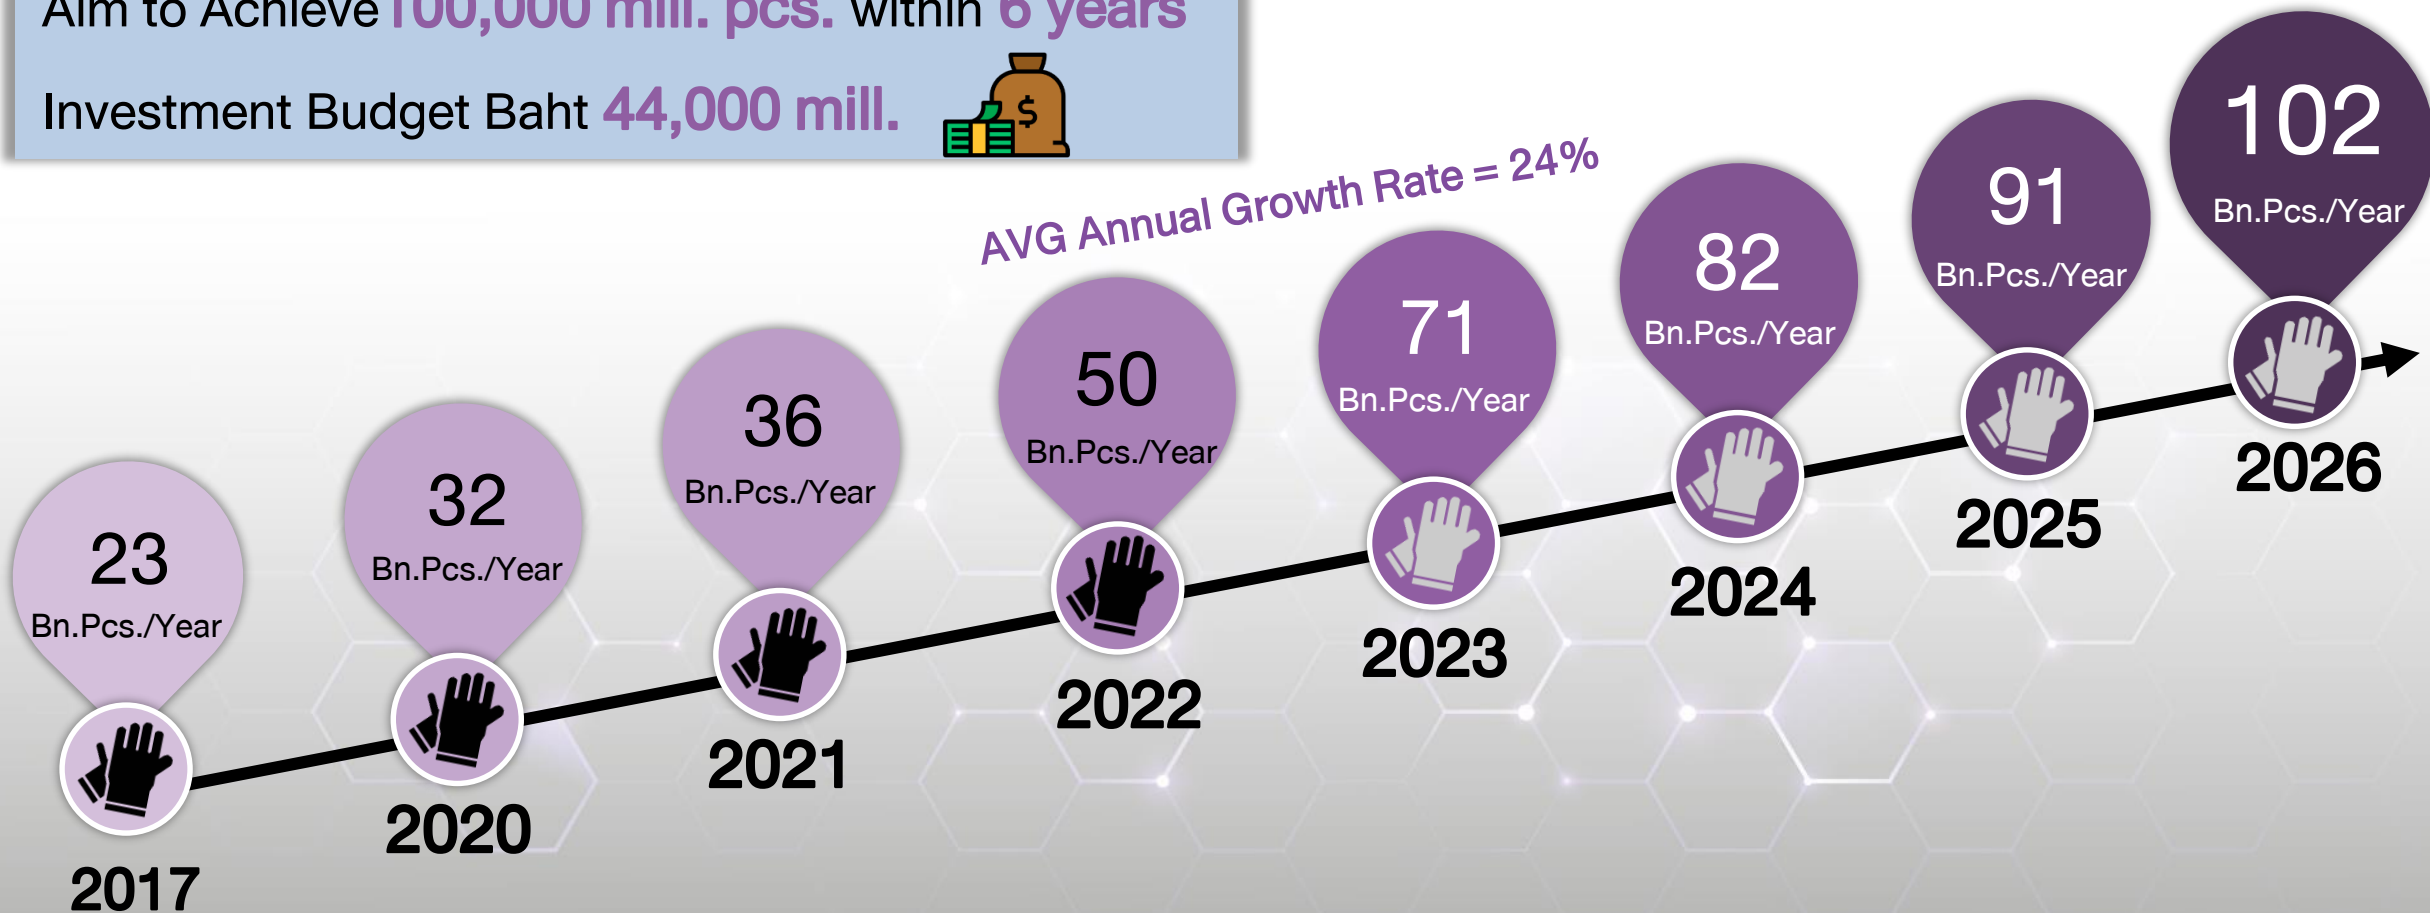 Aim to Achieve 100,000 mill. pcs. within 6 years
Investment Budget Baht 44,000 mill.
$
AVG Annual Growth Rate = 24%
23
Bn.Pcs./Year
2017
32
Bn.Pcs./Year
2020
36
Bn.Pcs./Year
2021
50
Bn.Pcs./Year
2022
71
Bn.Pcs./Year
2023
82
Bn.Pcs./Year
2024
91
Bn.Pcs./Year
2025
102
Bn.Pcs./Year
2026